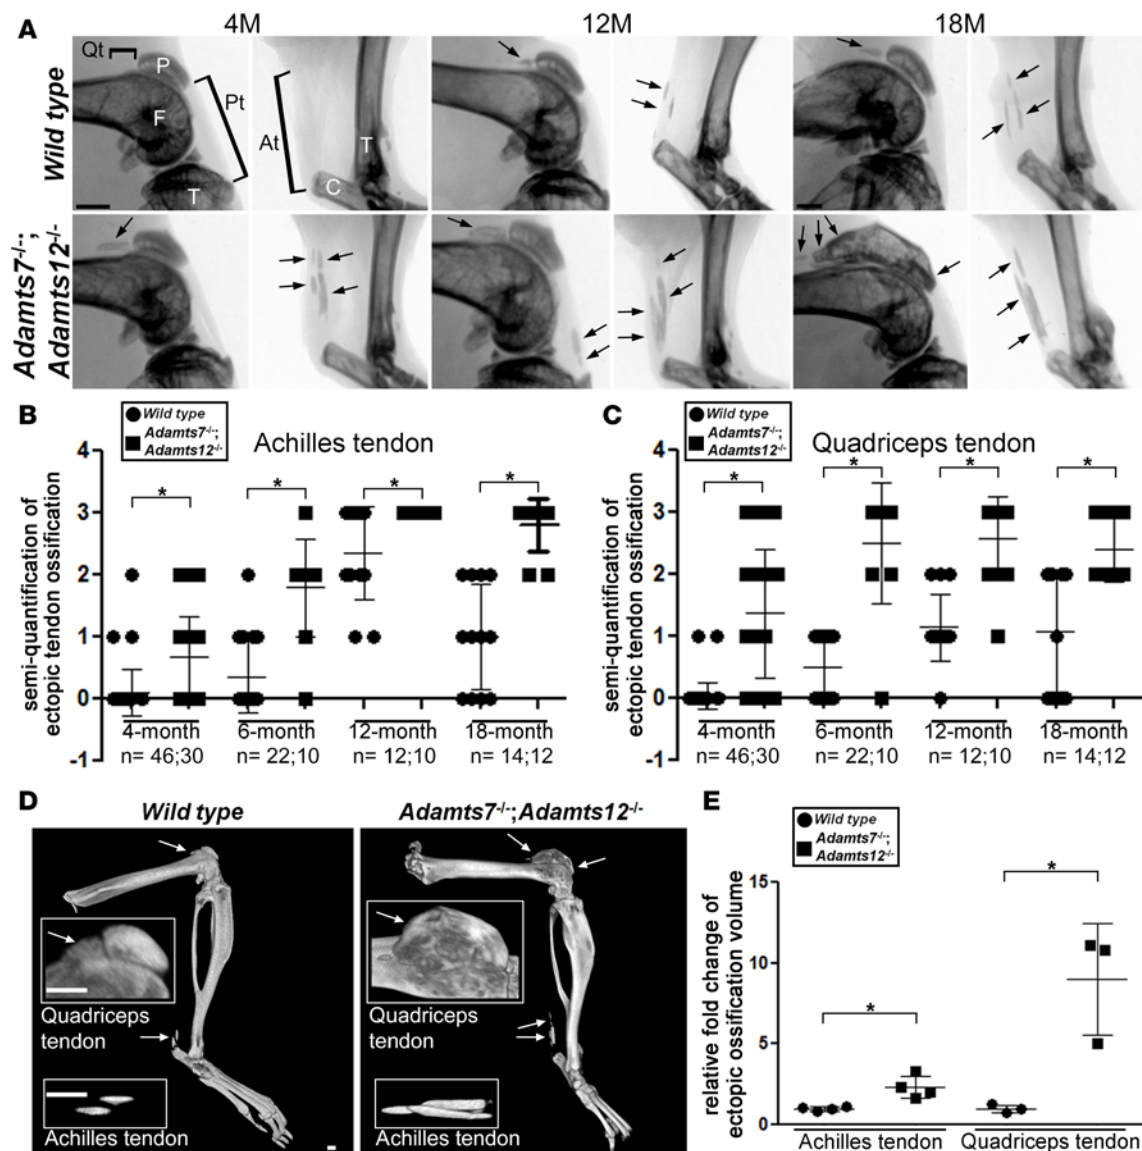 A
4M
12M
18M
Wild type
Qt
P
F
Pt
T
At
T
C
Adamts7-/-;
Adamts12-/-
B
Wild type
Adamts7-/-;
Adamts12-/-
Achilles tendon
semi-quantification of
ectopic tendon ossification
4
3
2
1
0
-1
*
*
*
*
4-month
6-month
12-month
18-month
n= 46;30
n= 22;10
n= 12;10
n= 14;12
C
Wild type
Adamts7-/-;
Adamts12-/-
Quadriceps tendon
semi-quantification of
ectopic tendon ossification
4
3
2
1
0
-1
*
*
*
*
4-month
6-month
12-month
18-month
n= 46;30
n= 22;10
n= 12;10
n= 14;12
D
Wild type
Adamts7-/-;Adamts12-/-
Quadriceps
tendon
Achilles tendon
Quadriceps
tendon
Achilles tendon
E
Wild type
Adamts7-/-;
Adamts12-/-
relative fold change of
ectopic ossification volume
15
10
5
0
*
*
Achilles tendon
Quadriceps tendon